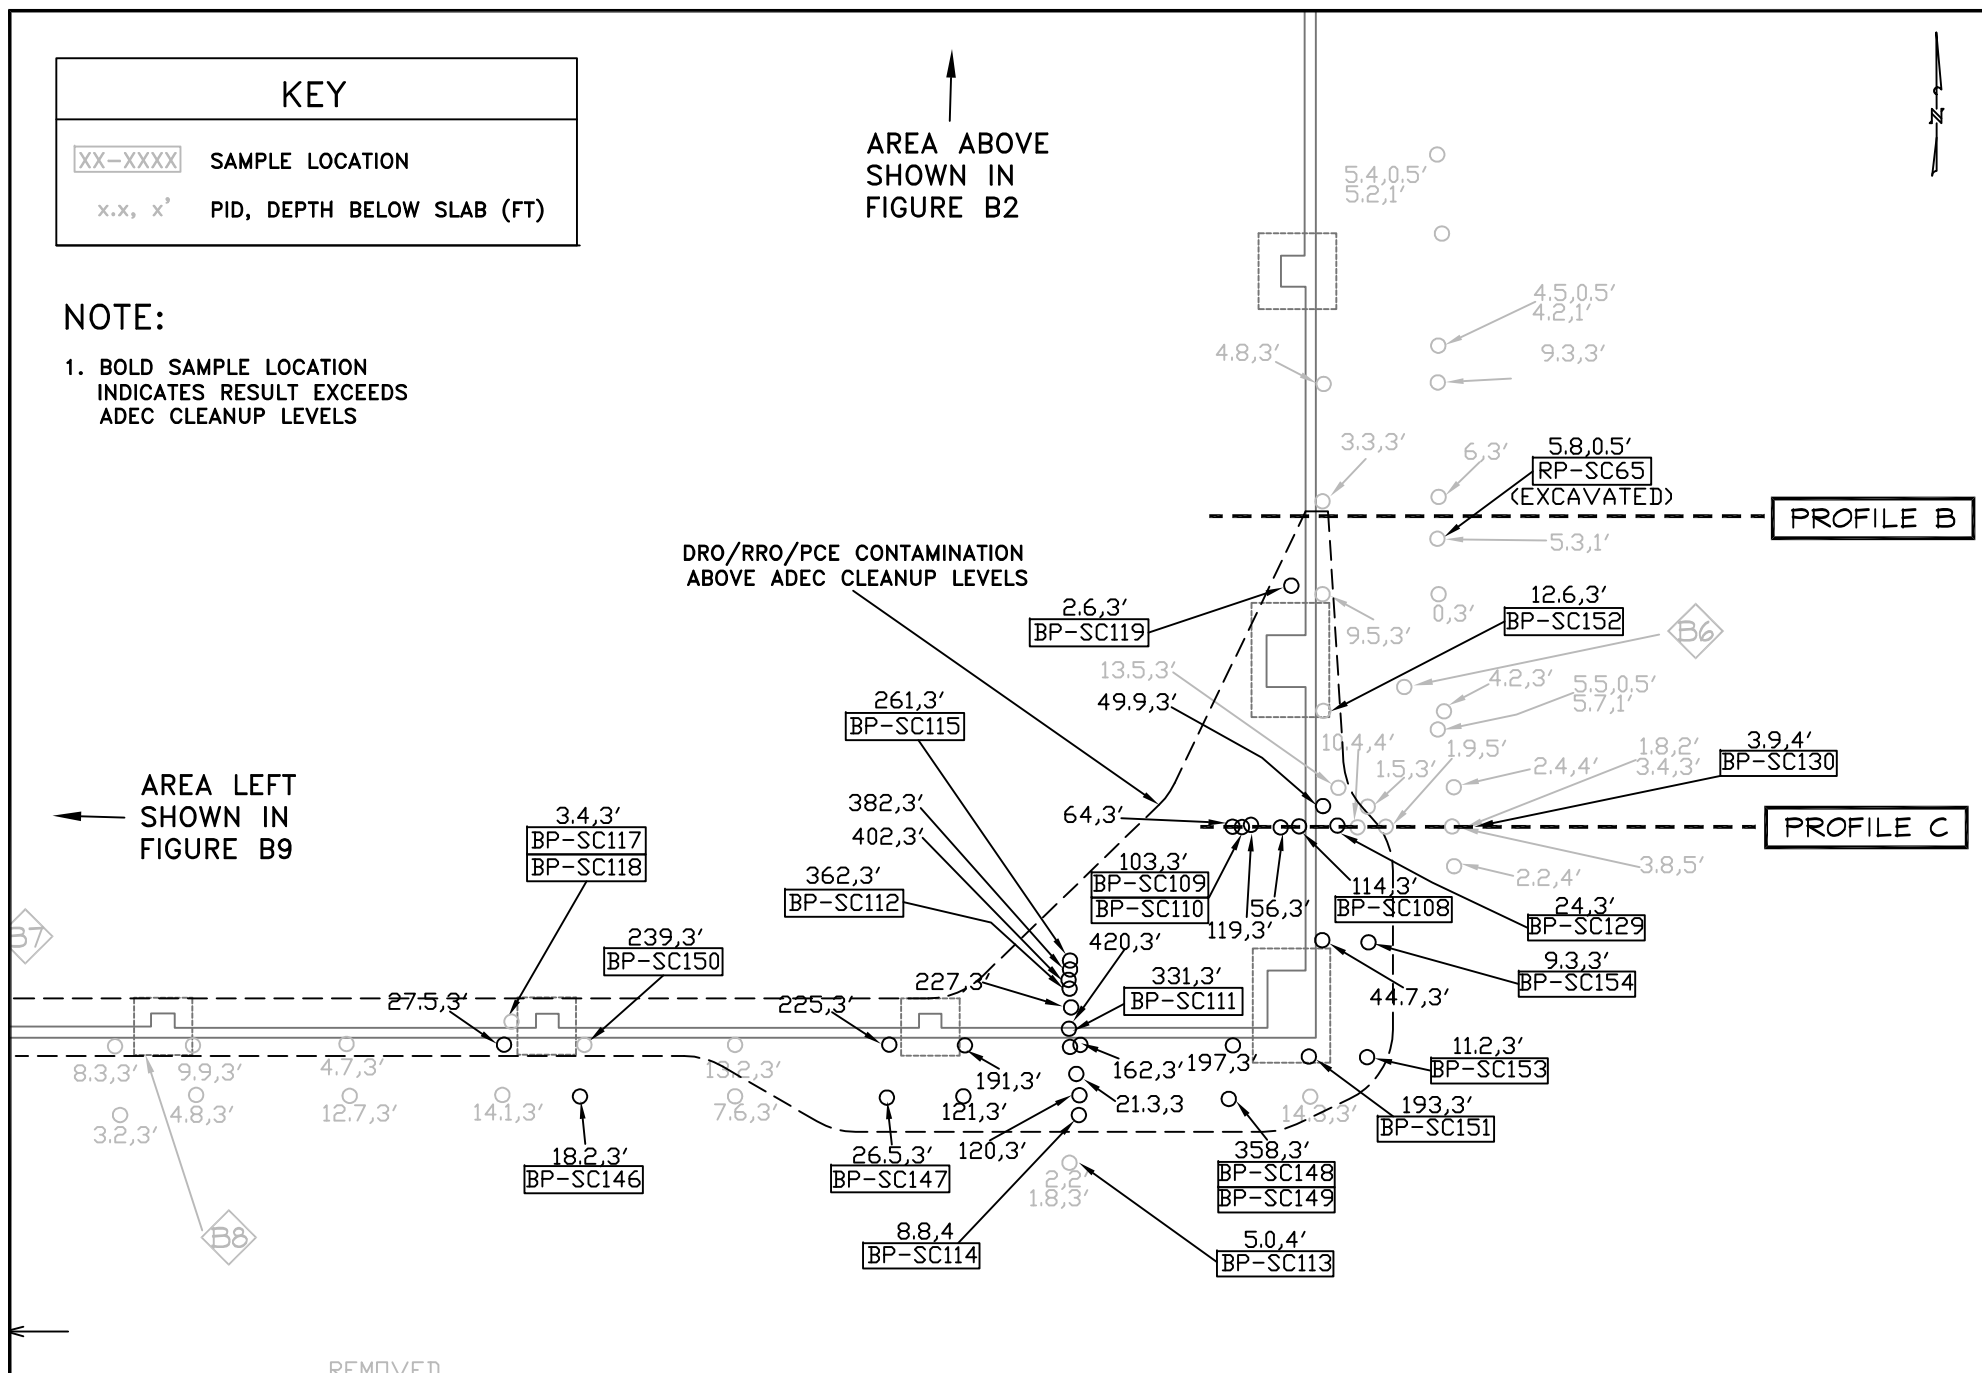 KEY
XX-XXXX SAMPLE LOCATION
x.x, x' PID, DEPTH BELOW SLAB (FT)
NOTE:
1. BOLD SAMPLE LOCATION
INDICATES RESULT EXCEEDS
ADEC CLEANUP LEVELS
AREA ABOVE
SHOWN IN
FIGURE B2
N
5.4,0.5'
5.2,1'
4.5,0.5'
4.2,1'
4.8,3'
9.3,3'
3.3,3'
6,3'
5.8,0.5'
RP-SC65
(EXCAVATED)
PROFILE B
5.3,1'
DRO/RRO/PCE CONTAMINATION
ABOVE ADEC CLEANUP LEVELS
2.6,3'
BP-SC119
9.5,3'
0,3'
12.6,3'
BP-SC152
B6
13.5,3'
49.9,3'
4.2,3'
5.5,0.5'
5.7,1'
261,3'
BP-SC115
10.4,4'
1.9,5'
1.5,3'
2.4,4'
1.8,2'
3.4,3'
3.9,4'
BP-SC130
AREA LEFT
SHOWN IN
FIGURE B9
3.4,3'
BP-SC117
BP-SC118
382,3'
402,3'
64,3'
PROFILE C
362,3'
BP-SC112
103,3'
BP-SC109
BP-SC110
119,3'
56,3'
114,3'
BP-SC108
2.2,4'
3.8,5'
24,3'
BP-SC129
B7
239,3'
BP-SC150
420,3'
227,3'
331,3'
BP-SC111
9.3,3'
BP-SC154
44.7,3'
27.5,3'
225,3'
8.3,3'
9.9,3'
4.7,3'
13.2,3'
191,3'
162,3'
197,3'
11.2,3'
BP-SC153
3.2,3'
4.8,3'
12.7,3'
14.1,3'
7.6,3'
121,3'
21.3,3
14.3,3'
193,3'
BP-SC151
18.2,3'
BP-SC146
26.5,3'
BP-SC147
120,3'
2,2'
1.8,3'
358,3'
BP-SC148
BP-SC149
B8
8.8,4
BP-SC114
5.0,4'
BP-SC113
REMOVED